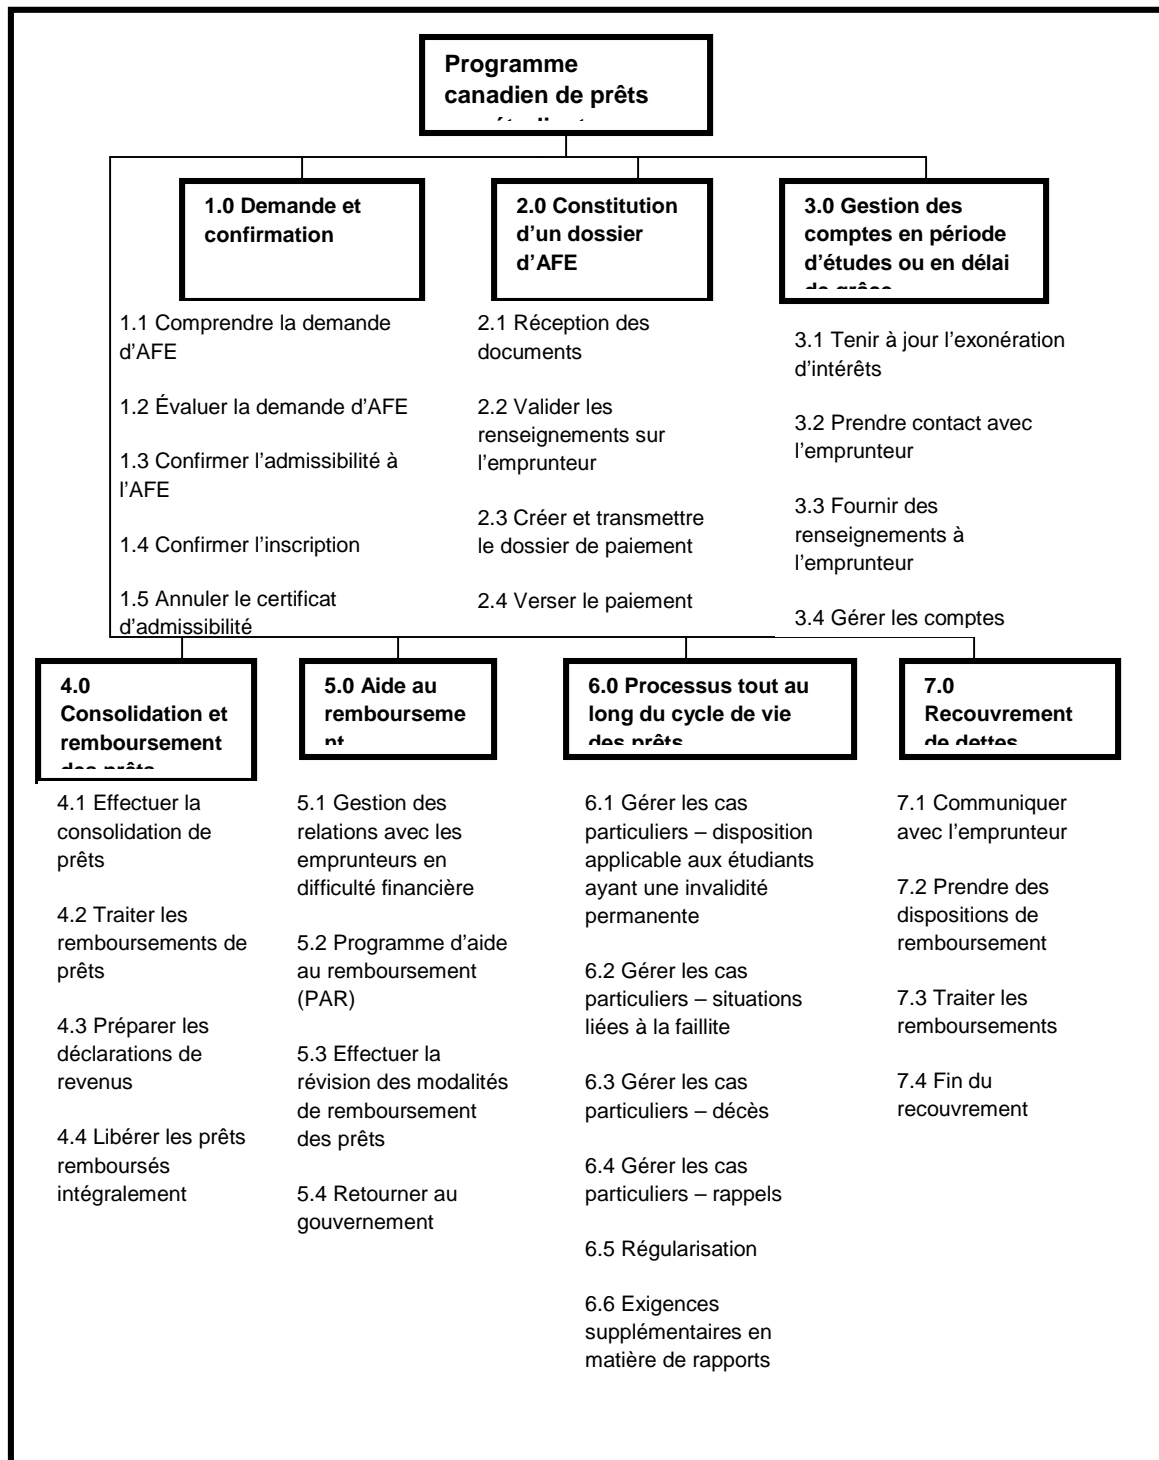 Programme
canadien de prêts
1.0 Demande et
confirmation
2.0 Constitution
d’un dossier
d’AFE
3.0 Gestion des
comptes en période
d’études ou en délai
de grâce
1.1 Comprendre la demande
d’AFE
1.2 Évaluer la demande d’AFE
1.3 Confirmer l’admissibilité à
l’AFE
1.4 Confirmer l’inscription
1.5 Annuler le certificat
d’admissibilité
2.1 Réception des
documents
2.2 Valider les
renseignements sur
l’emprunteur
2.3 Créer et transmettre
le dossier de paiement
2.4 Verser le paiement
3.1 Tenir à jour l’exonération
d’intérêts
3.2 Prendre contact avec
l’emprunteur
3.3 Fournir des
renseignements à
l’emprunteur
3.4 Gérer les comptes
4.0
Consolidation et
remboursement
des prêts
5.0 Aide au
rembourseme
nt
6.0 Processus tout au
long du cycle de vie
des prêts
7.0
Recouvrement
de dettes
4.1 Effectuer la
consolidation de
prêts
4.2 Traiter les
remboursements de
prêts
4.3 Préparer les
déclarations de
revenus
4.4 Libérer les prêts
remboursés
intégralement
5.1 Gestion des
relations avec les
emprunteurs en
difficulté financière
5.2 Programme d’aide
au remboursement
(PAR)
5.3 Effectuer la
révision des modalités
de remboursement
des prêts
5.4 Retourner au
gouvernement
6.1 Gérer les cas
particuliers – disposition
applicable aux étudiants
ayant une invalidité
permanente
6.2 Gérer les cas
particuliers – situations
liées à la faillite
6.3 Gérer les cas
particuliers – décès
6.4 Gérer les cas
particuliers – rappels
6.5 Régularisation
6.6 Exigences
supplémentaires en
matière de rapports
7.1 Communiquer
avec l’emprunteur
7.2 Prendre des
dispositions de
remboursement
7.3 Traiter les
remboursements
7.4 Fin du
recouvrement